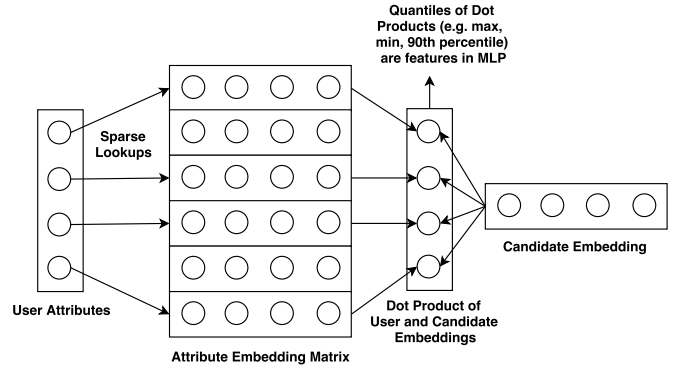 Quantiles of Dot
Products (e.g. max,
min, 90th percentile)
are features in MLP
Sparse
Lookups
User Attributes
Attribute Embedding Matrix
Dot Product of
User and Candidate
Embeddings
Candidate Embedding